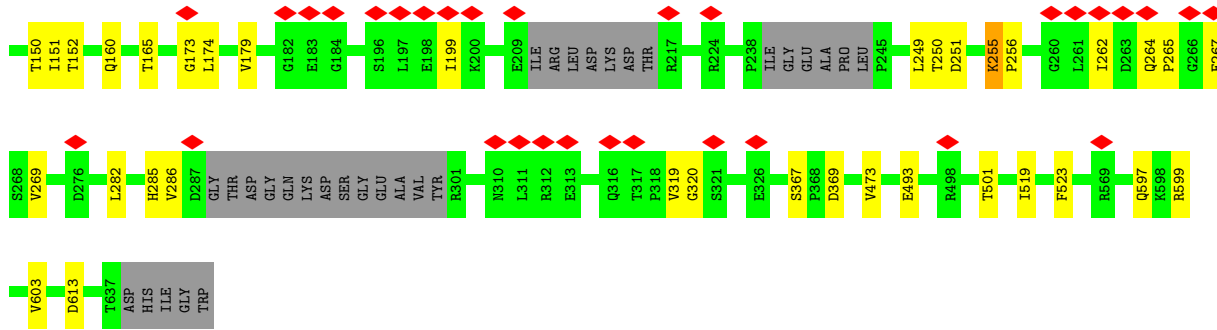 T150 I151 T152 Q160 T165 G173 L174 V179 G182 E183 G184 S196 L197 E198 I199 K200 E209 ILE ARG LEU ASP LYS ASP THR R217 R224 P238 ILE GLY GLU ALA PRO LEU P245 L249 T250 D251 K255 P256 G260 L261 I262 D263 Q264 P265 G266
S268 V269 D276 L282 H285 V286 D287 GLY THR ASP GLY GLN LYS ASP SER GLY GLU ALA VAL TYR R301 N310 L311 R312 E313 Q316 T317 P318 V319 G320 S321 E326 S367 P368 D369 V473 E493 R498 T501 I519 F523 R569 Q597 K598 R599
V603 D613 T637 ASP HIS ILE GLY TRP